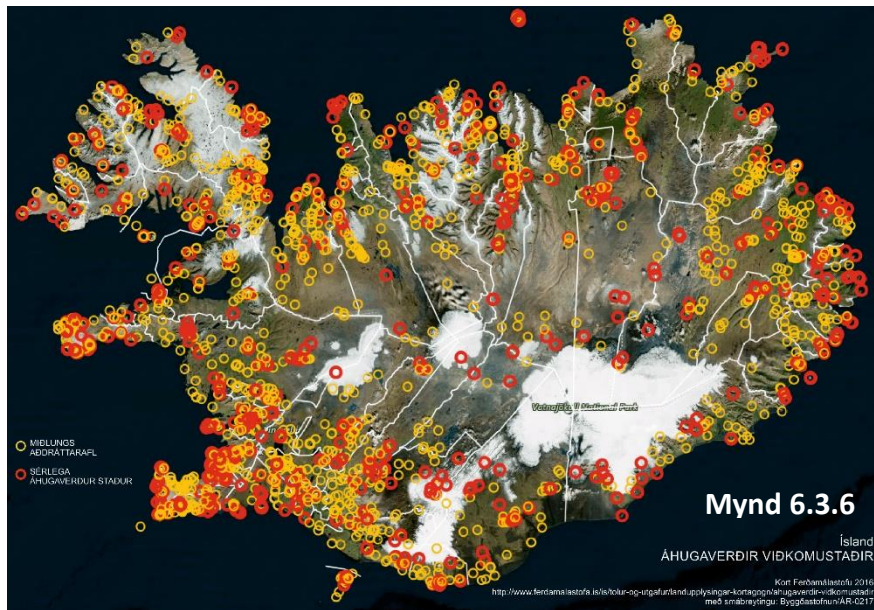 Vatnajökull National Park
MIÐLUNGS
AÐDRÁTTARAFL
SÉRLEGA
ÁHUGAVERÐUR STAÐUR
Mynd 6.3.6
Ísland
ÁHUGAVERÐIR VIÐKOMUSTAÐIR
Kort Ferðamálastofu 2016
http://www.ferdamalastofa.is/is/tolur-og-utgafur/landupplysingar-kortagogn/ahugaverdir-vidkomustadir
með smábreytingu: Byggðastofnun/ÁR-0217